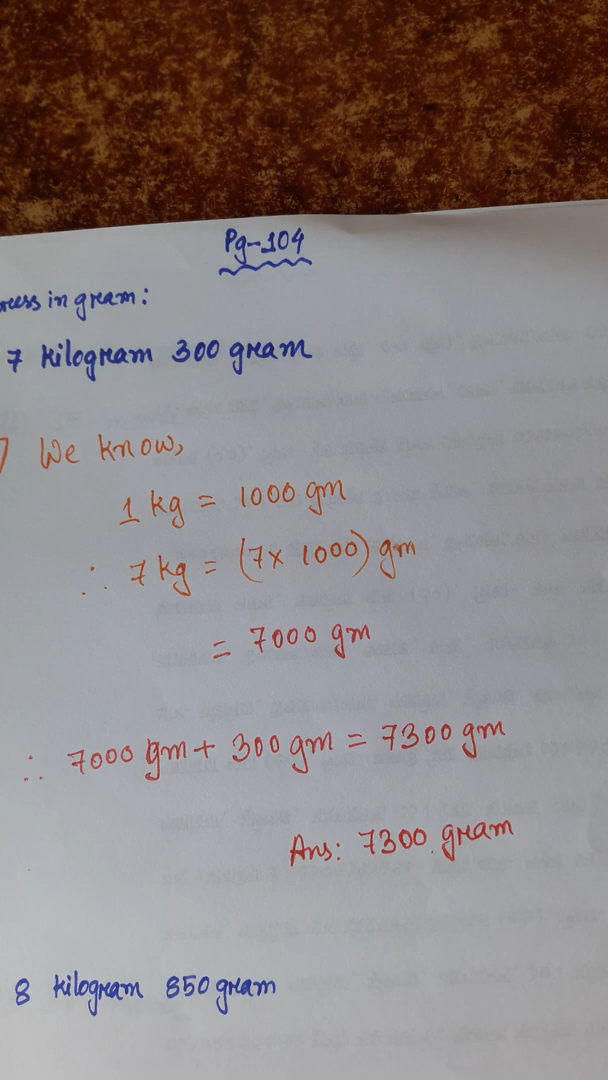 Pg-104
in gram:
7 kilogram 300 gram
We know,
1 kg = 1000 gm
∴ 7 kg = (7 x 1000) gm
= 7000 gm
∴ 7000 gm + 300 gm = 7300 gm
Ans: 7300 gram
8 kilogram 850 gram